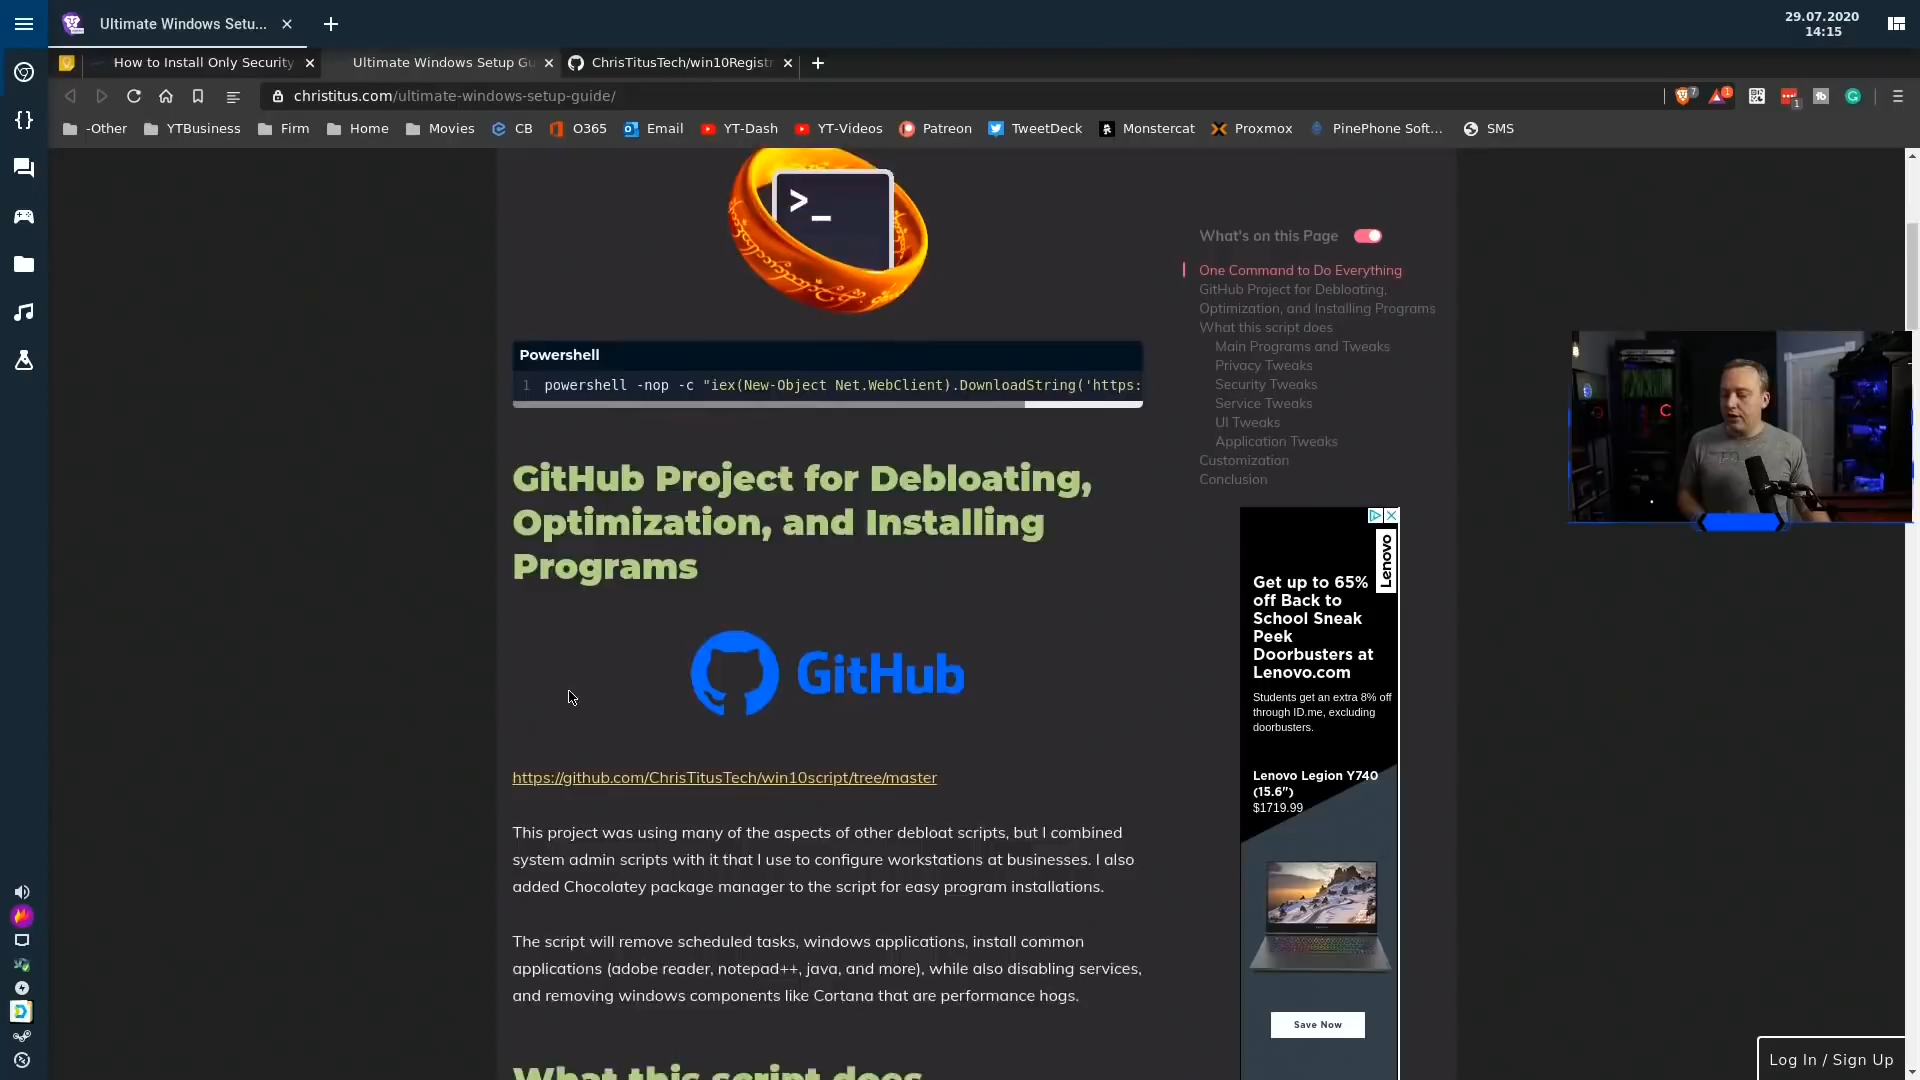 Ultimate Windows Setu...
29.07.2020
14:15
How to Install Only Security
Ultimate Windows Setup Gu
ChrisTitusTech/win10Registr
christitus.com/ultimate-windows-setup-guide/
7
1
1
-Other
YTBusiness
Firm
Home
Movies
CB
O365
Email
YT-Dash
YT-Videos
Patreon
TweetDeck
Monstercat
Proxmox
PinePhone Soft...
SMS
>_
Powershell
1 powershell -nop -c "iex(New-Object Net.WebClient).DownloadString('https:
GitHub Project for Debloating,
Optimization, and Installing
Programs
GitHub
https://github.com/ChrisTitusTech/win10script/tree/master
This project was using many of the aspects of other debloat scripts, but I combined
system admin scripts with it that I use to configure workstations at businesses. I also
added Chocolatey package manager to the script for easy program installations.
The script will remove scheduled tasks, windows applications, install common
applications (adobe reader, notepad++, java, and more), while also disabling services,
and removing windows components like Cortana that are performance hogs.
What this script does
What's on this Page
One Command to Do Everything
GitHub Project for Debloating,
Optimization, and Installing Programs
What this script does
Main Programs and Tweaks
Privacy Tweaks
Security Tweaks
Service Tweaks
UI Tweaks
Application Tweaks
Customization
Conclusion
Lenovo
Get up to 65%
off Back to
School Sneak
Peek
Doorbusters at
Lenovo.com
Students get an extra 8% off
through ID.me, excluding
doorbusters.
Lenovo Legion Y740
(15.6")
$1719.99
Save Now
Log In / Sign Up